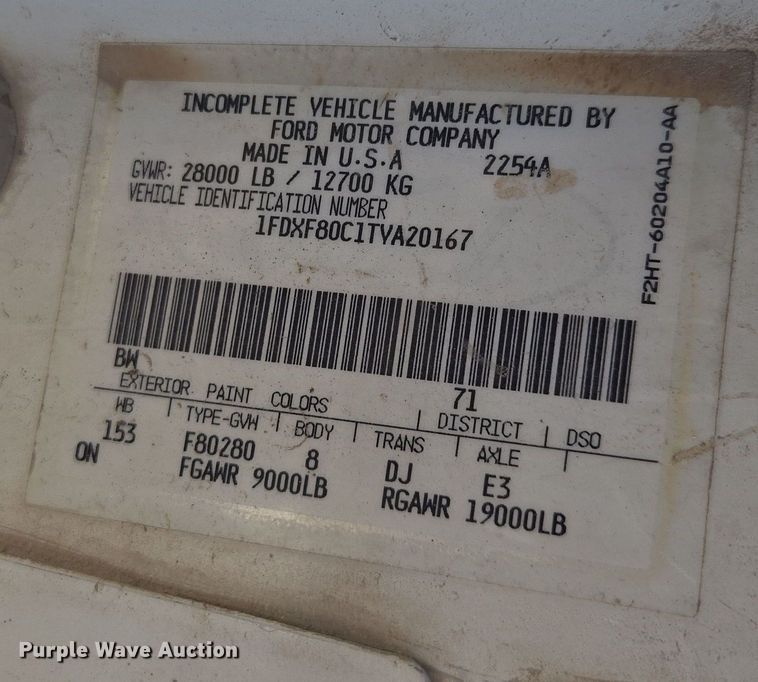 INCOMPLETE VEHICLE MANUFACTURED BY
FORD MOTOR COMPANY
MADE IN U.S.A 2254A
GVWR: 28000 LB / 12700 KG
VEHICLE IDENTIFICATION NUMBER
1FDXF80C1TVA20167
F2HT-60204A10-AA
BW 71
EXTERIOR PAINT COLORS DISTRICT DSO
WB TYPE-GVW BODY TRANS AXLE
153 F80280 8 DJ E3
ON FGAWR 9000LB RGAWR 19000LB
Purple Wave Auction